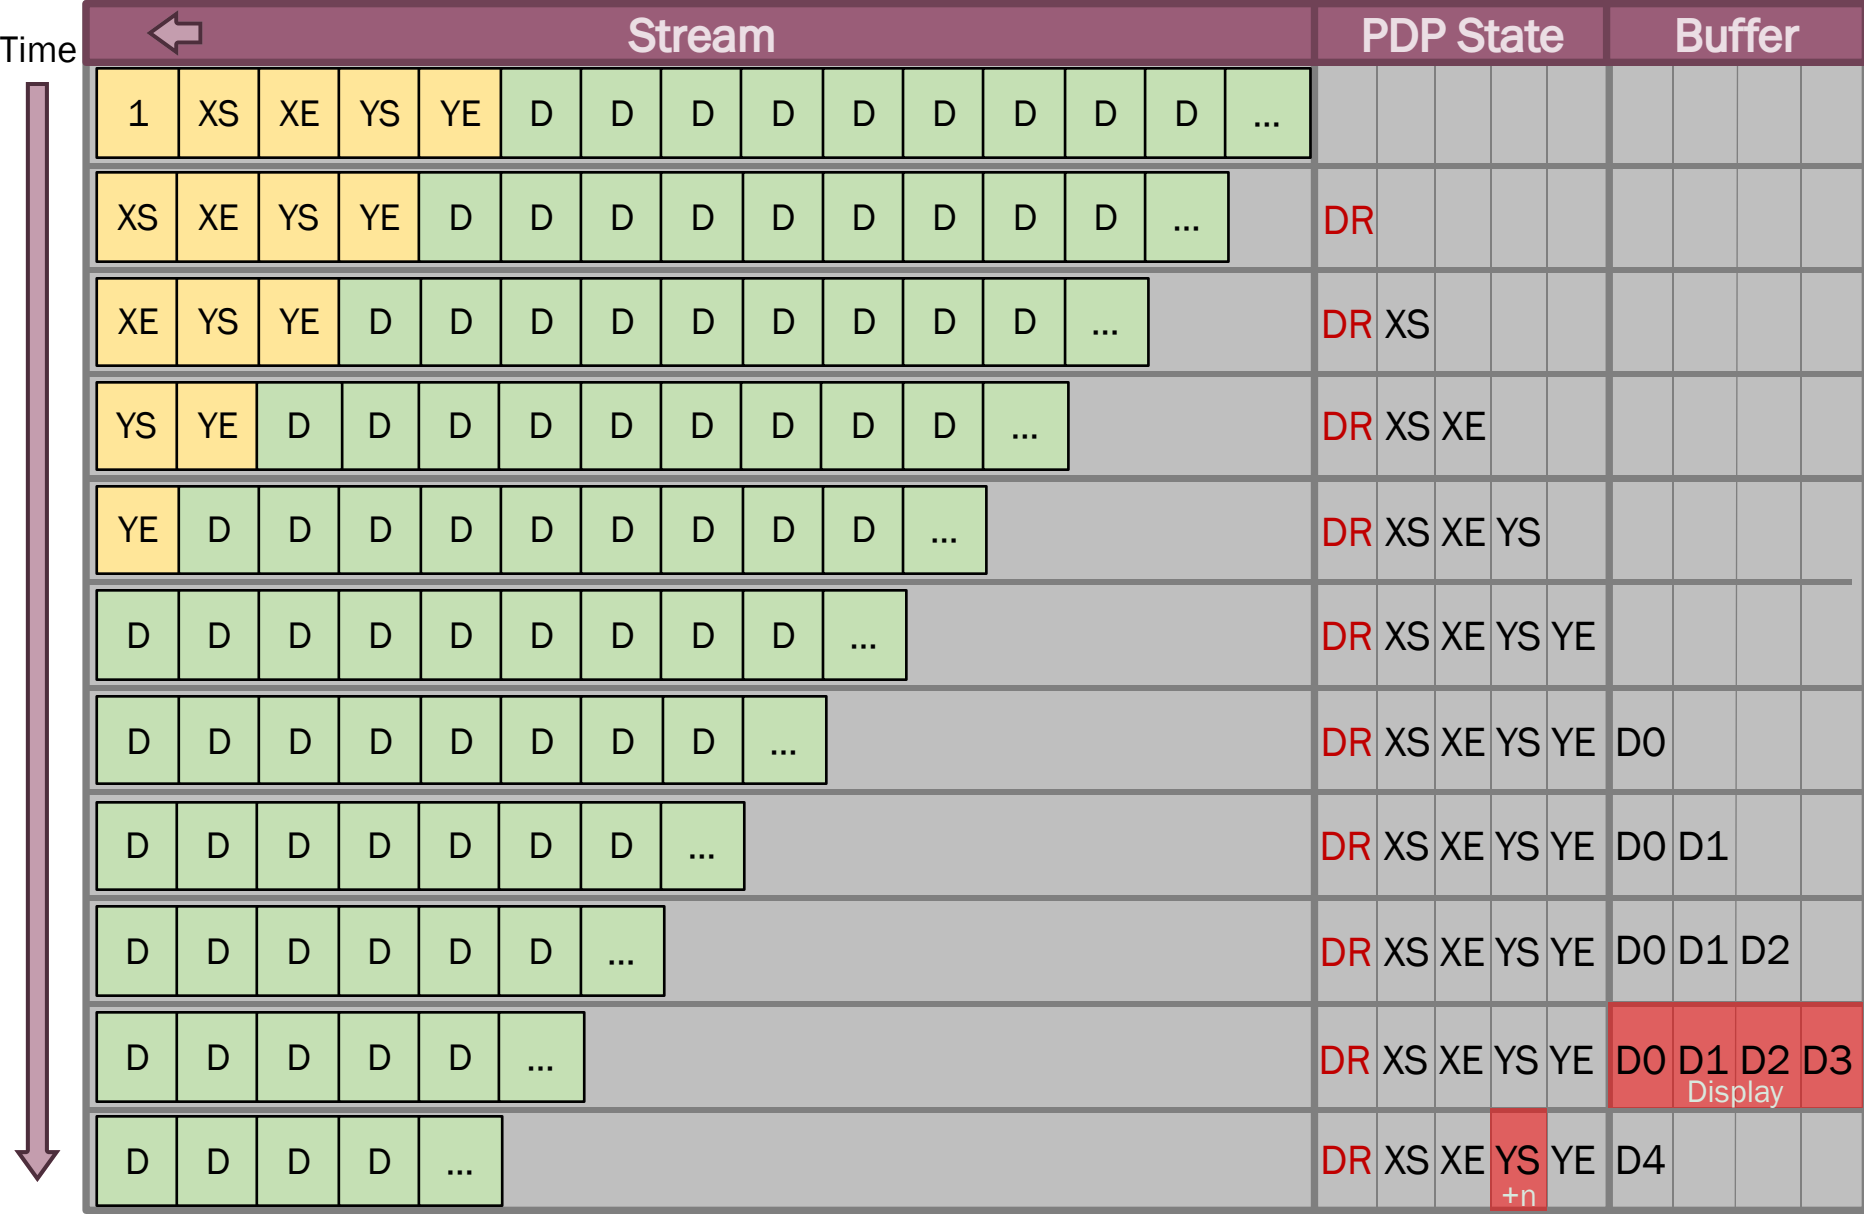 Time
Stream PDP State Buffer
1 XS XE YS YE D D D D D D D D D ...
XS XE YS YE D D D D D D D D D ... DR
XE YS YE D D D D D D D D D ... DR XS
YS YE D D D D D D D D D ... DR XS XE
YE D D D D D D D D D ... DR XS XE YS
D D D D D D D D D ... DR XS XE YS YE
D D D D D D D D ... DR XS XE YS YE D0
D D D D D D D ... DR XS XE YS YE D0 D1
D D D D D D ... DR XS XE YS YE D0 D1 D2
D D D D D ... DR XS XE YS YE D0 D1 D2 D3
Display
D D D D ... DR XS XE YS YE D4
+n